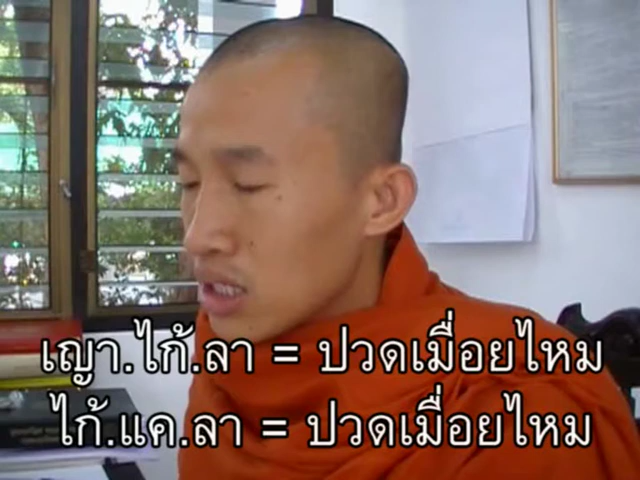 เญา.ไก้.ลา = ปวดเมื่อยไหม
ไก้.แค.ลา = ปวดเมื่อยไหม